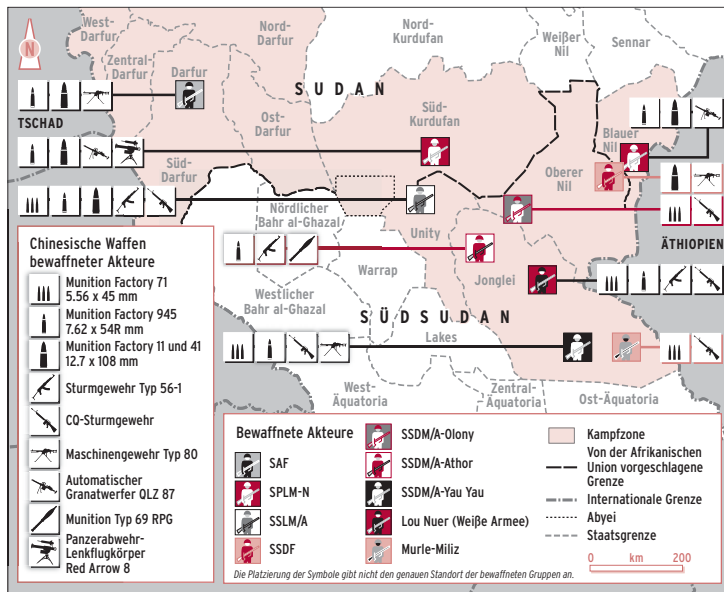 West-
Darfur
Nord-
Darfur
Nord-
Kurdufan
Weißer
Nil
Sennar
Zentral-
Darfur
Darfur
SUDAN
N
TSCHAD
Ost-
Darfur
Süd-
Kurdufan
Blauer
Nil
Süd-
Darfur
Oberer
Nil
Nördlicher
Bahr al-Ghazal
Unity
ÄTHIOPIEN
Warrap
Jonglei
Westlicher
Bahr al-Ghazal
SÜDSUDAN
Lakes
West-
Äquatoria
Zentral-
Äquatoria
Ost-Äquatoria
Chinesische Waffen
bewaffneter Akteure
Munition Factory 71
5.56 x 45 mm
Munition Factory 945
7.62 x 54R mm
Munition Factory 11 und 41
12.7 x 108 mm
Sturmgewehr Typ 56-1
CQ-Sturmgewehr
Maschinengewehr Typ 80
Automatischer
Granatwerfer QLZ 87
Munition Typ 69 RPG
Panzerabwehr-
Lenkflugkörper
Red Arrow 8
Bewaffnete Akteure
SAF
SPLM-N
SSLM/A
SSDF
SSDM/A-Olony
SSDM/A-Athor
SSDM/A-Yau Yau
Lou Nuer (Weiße Armee)
Murle-Miliz
Kampfzone
Von der Afrikanischen
Union vorgeschlagene
Grenze
Internationale Grenze
Abyei
Staatsgrenze
0 km 200
Die Platzierung der Symbole gibt nicht den genauen Standort der bewaffneten Gruppen an.